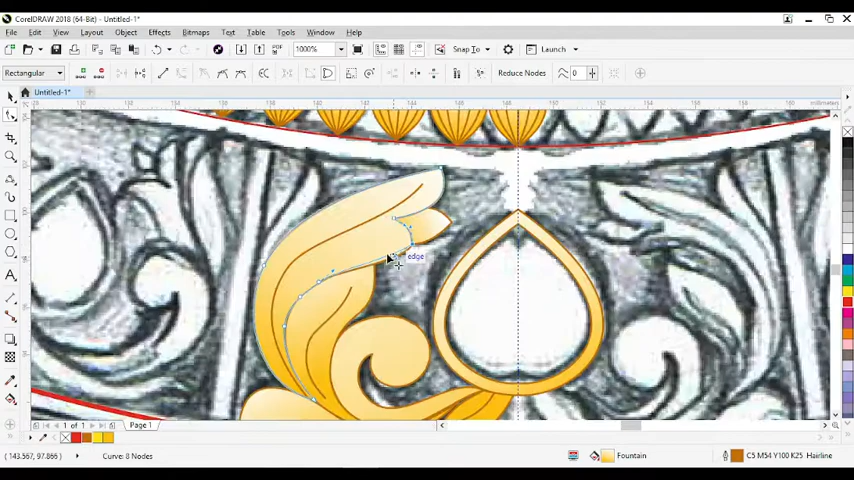 CorelDRAW 2018 (64-Bit) - Untitled-1*
File Edit View Layout Object Effects Bitmaps Text Table Tools Window Help
1000% Snap To Launch
Rectangular Reduce Nodes 0
Untitled-1*
millimeters
edge
1 of 1 Page 1
(143.567, 97.866) Curve: 8 Nodes Fountain C5 M54 Y100 K25 Hairline